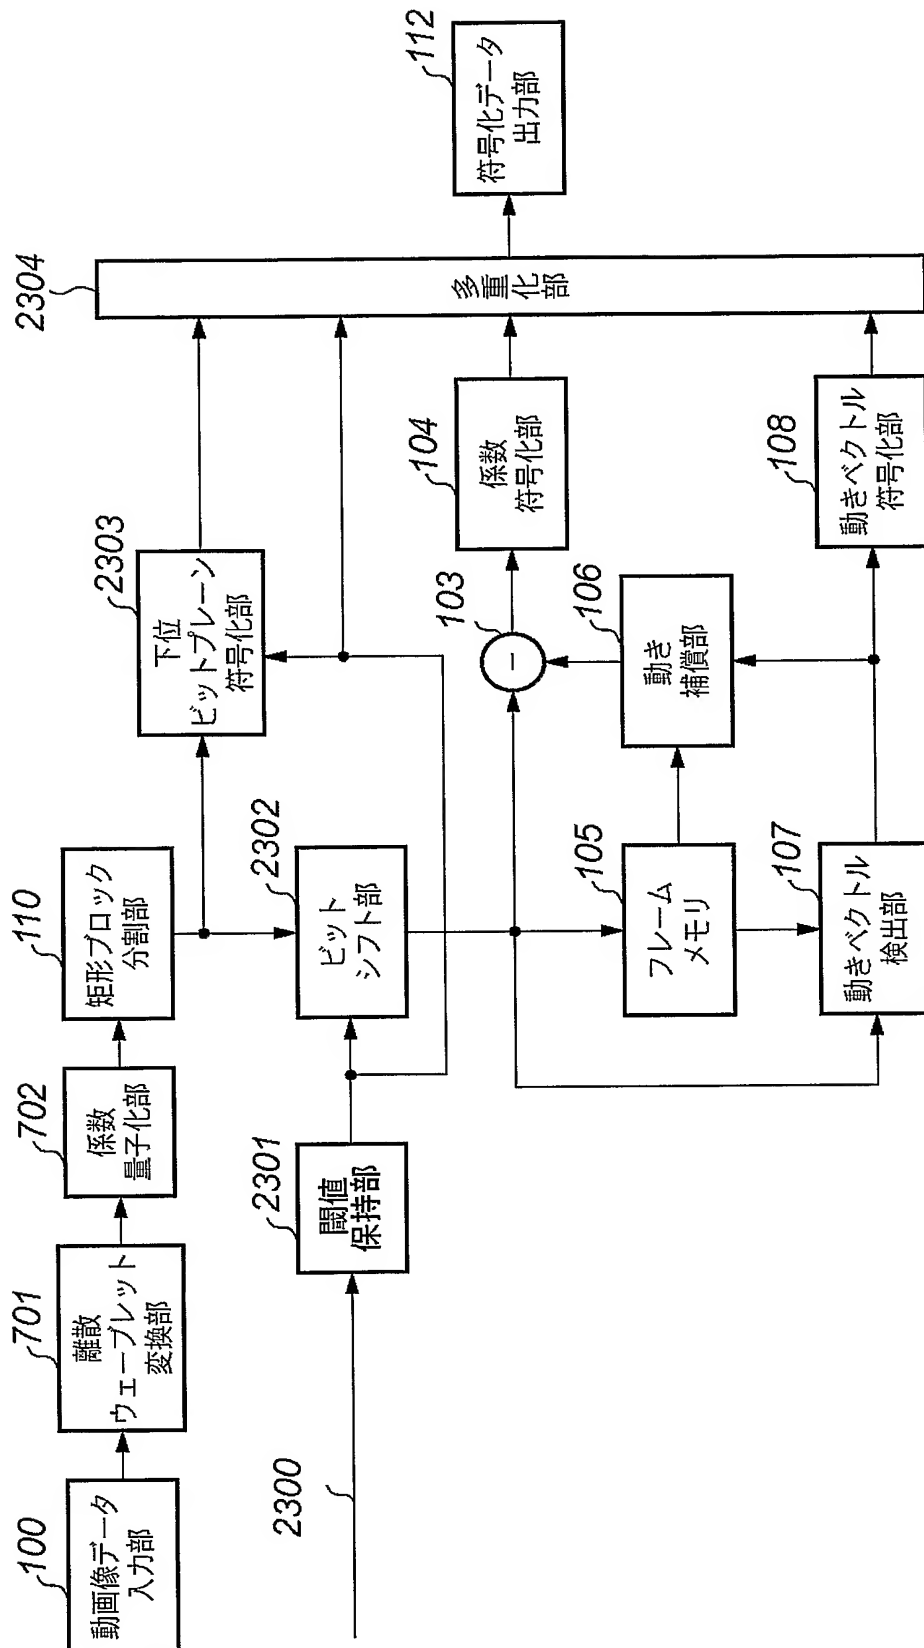 100
動画像データ
入力部
701
離散
ウェーブレット
変換部
702
係数
量子化部
110
矩形ブロック
分割部
2300
2301
閾値
保持部
2302
ビット
シフト部
2303
下位
ビットプレーン
符号化部
103
−
104
係数
符号化部
105
フレーム
メモリ
106
動き
補償部
107
動きベクトル
検出部
108
動きベクトル
符号化部
2304
多重化部
112
符号化データ
出力部